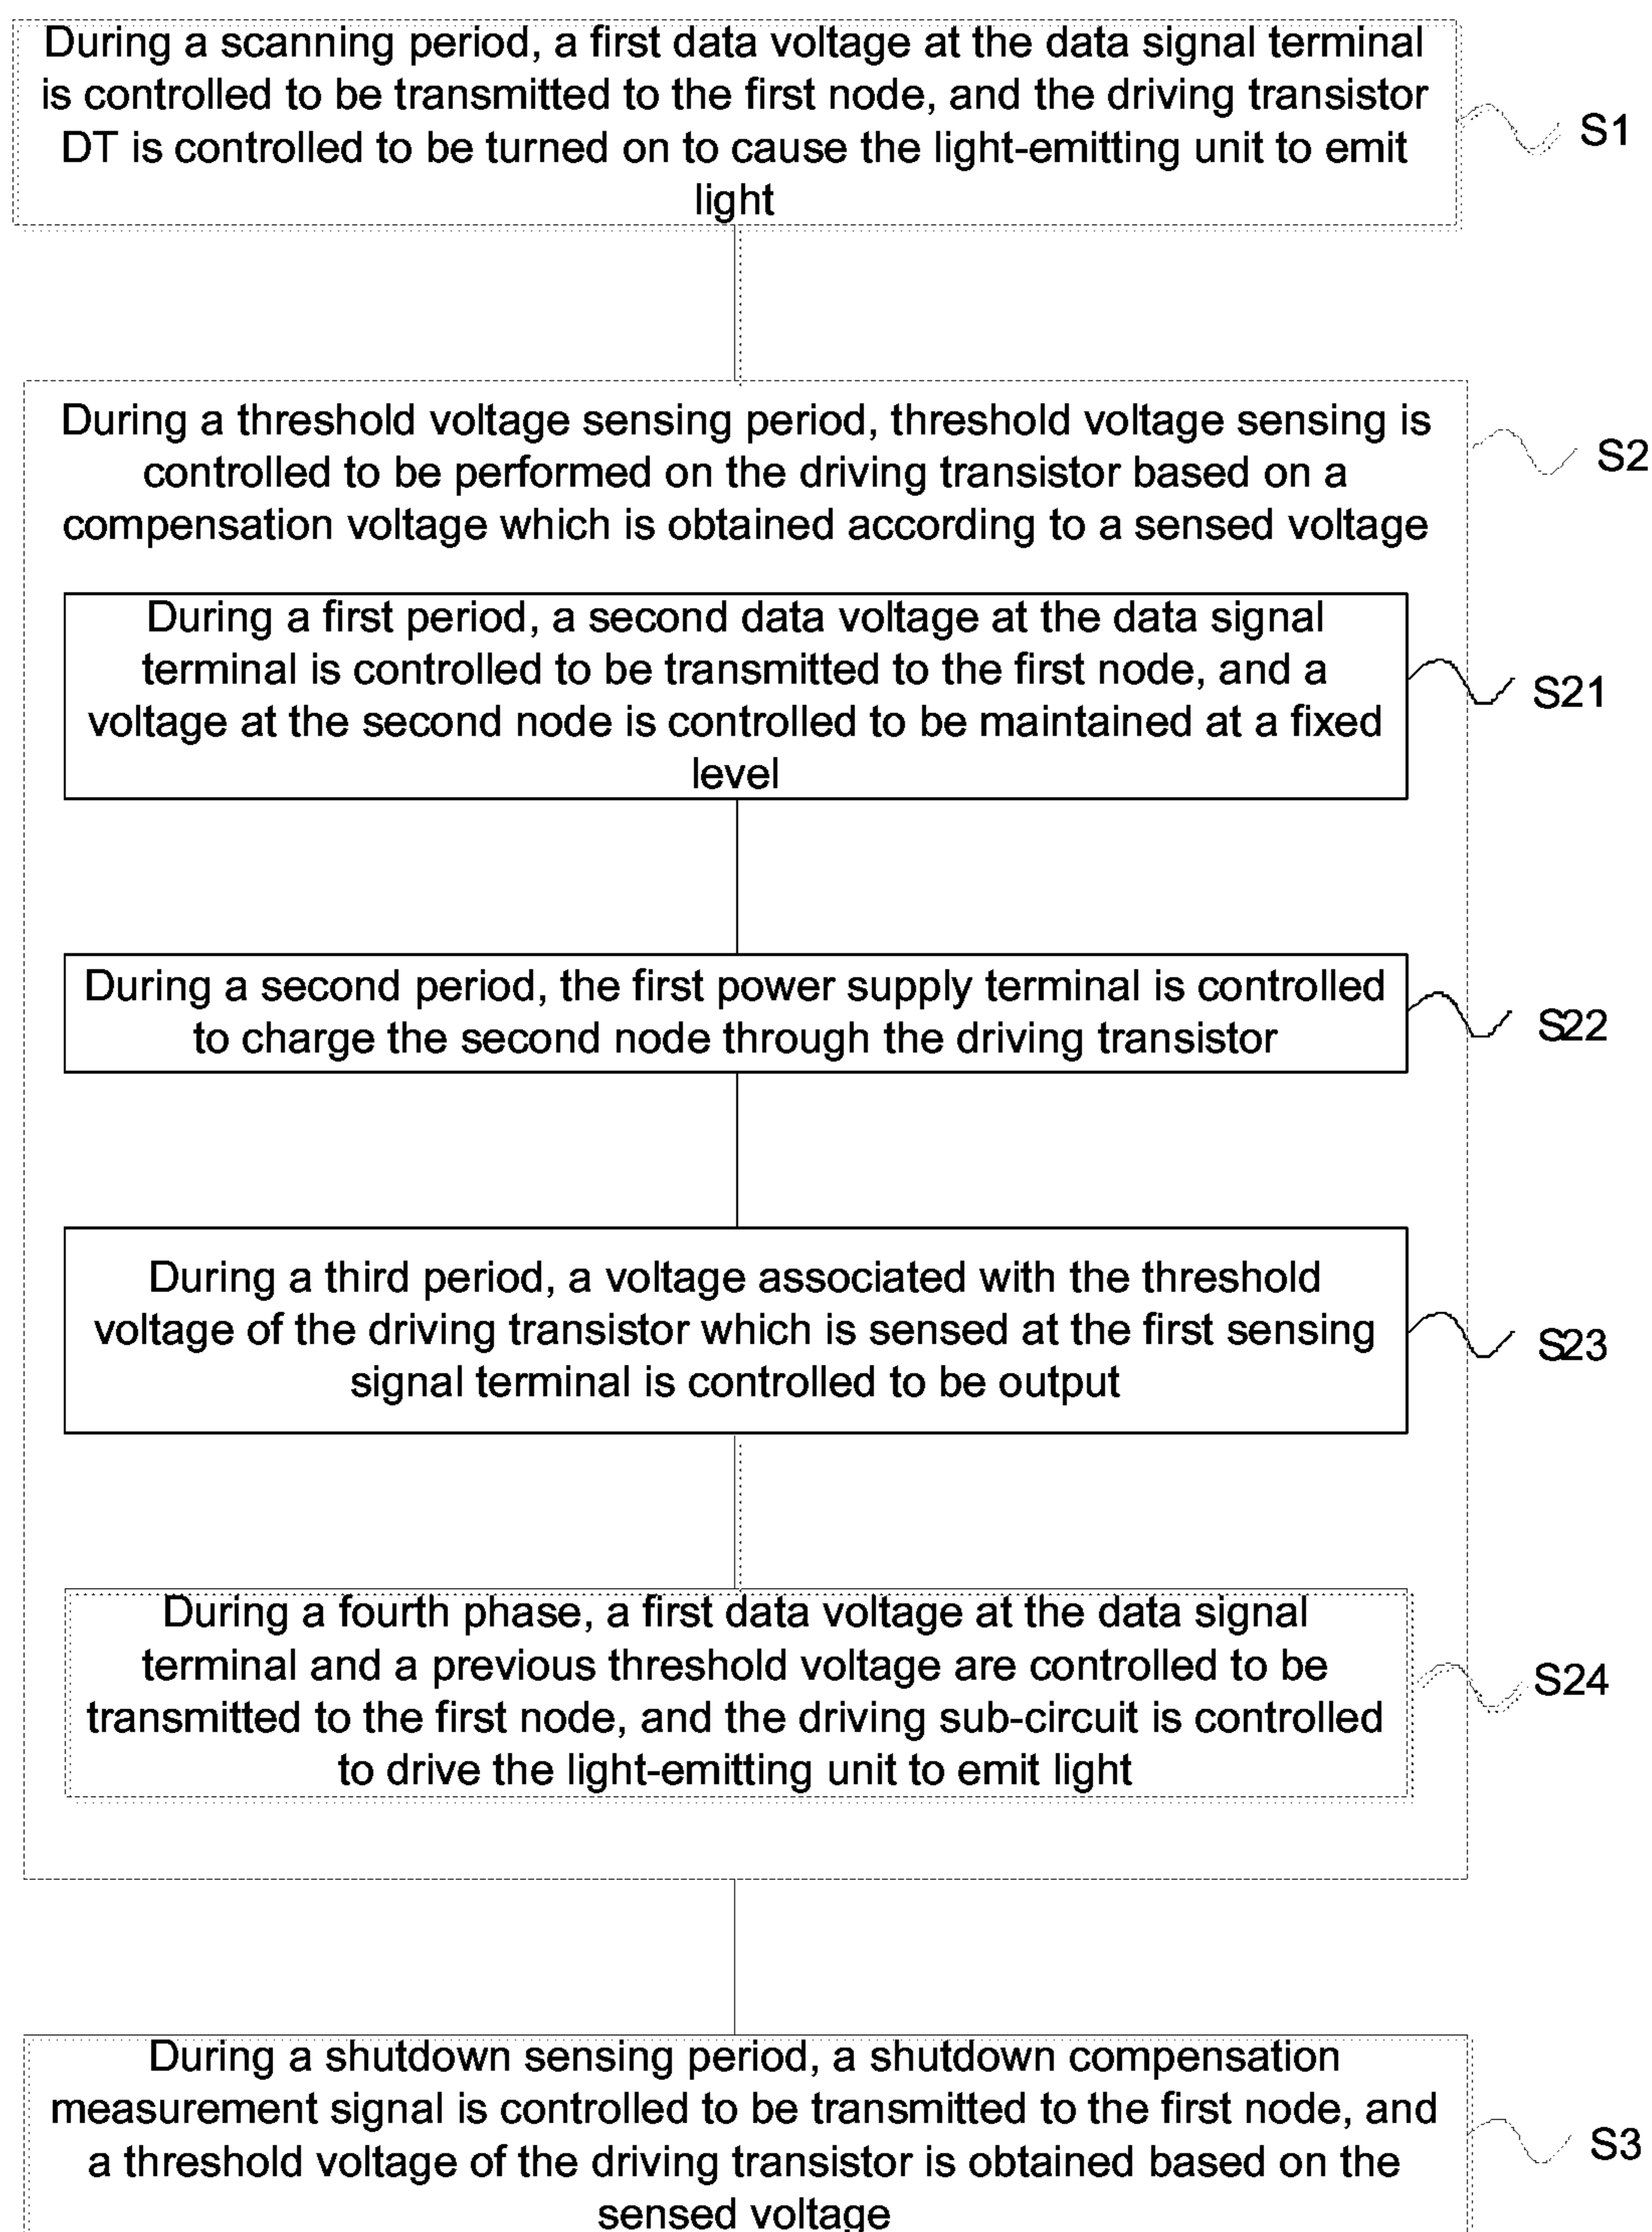 During a scanning period, a first data voltage at the data signal terminal
is controlled to be transmitted to the first node, and the driving transistor
DT is controlled to be turned on to cause the light-emitting unit to emit
light
S1
During a threshold voltage sensing period, threshold voltage sensing is
controlled to be performed on the driving transistor based on a
compensation voltage which is obtained according to a sensed voltage
S2
During a first period, a second data voltage at the data signal
terminal is controlled to be transmitted to the first node, and a
voltage at the second node is controlled to be maintained at a fixed
level
S21
During a second period, the first power supply terminal is controlled
to charge the second node through the driving transistor
S22
During a third period, a voltage associated with the threshold
voltage of the driving transistor which is sensed at the first sensing
signal terminal is controlled to be output
S23
During a fourth phase, a first data voltage at the data signal
terminal and a previous threshold voltage are controlled to be
transmitted to the first node, and the driving sub-circuit is controlled
to drive the light-emitting unit to emit light
S24
During a shutdown sensing period, a shutdown compensation
measurement signal is controlled to be transmitted to the first node, and
a threshold voltage of the driving transistor is obtained based on the
sensed voltage
S3